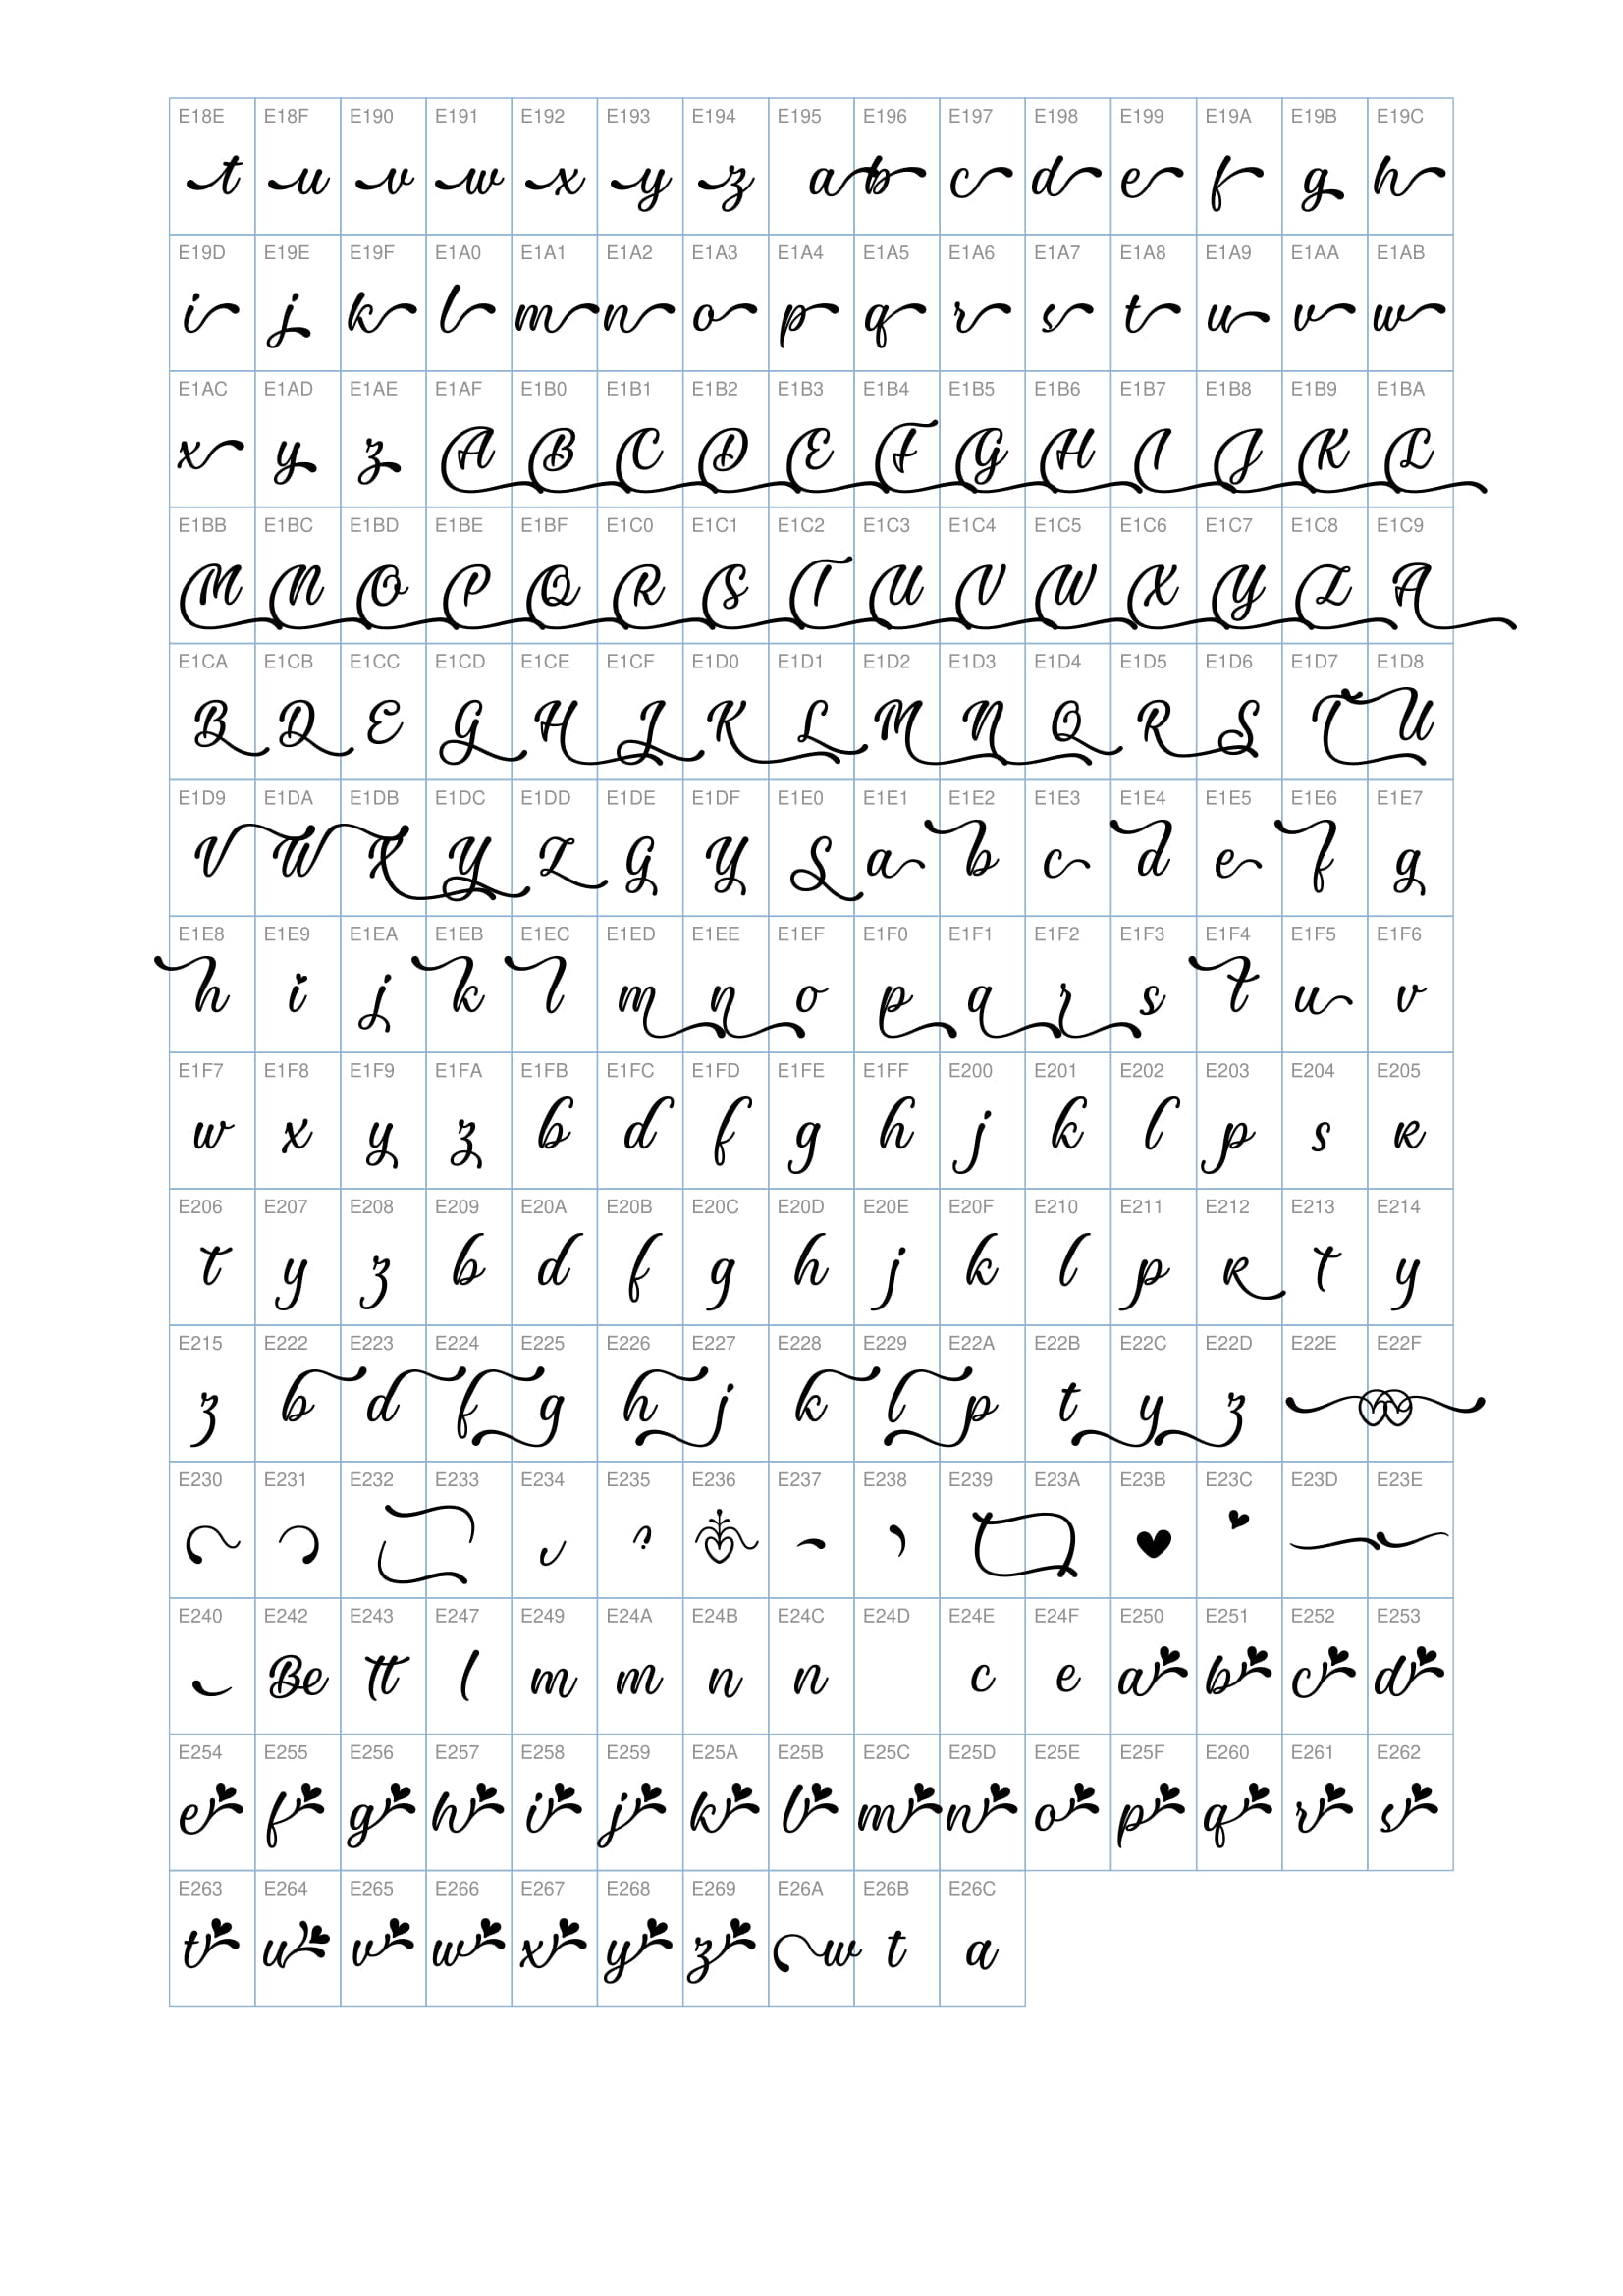 E18E E18F E190 E191 E192 E193 E194 E195 E196 E197 E198 E199 E19A E19B E19C
t u v w x y z a b c d e f g h
E19D E19E E19F E1A0 E1A1 E1A2 E1A3 E1A4 E1A5 E1A6 E1A7 E1A8 E1A9 E1AA E1AB
i j k l m n o p q r s t u v w
E1AC E1AD E1AE E1AF E1B0 E1B1 E1B2 E1B3 E1B4 E1B5 E1B6 E1B7 E1B8 E1B9 E1BA
x y z A B C D E F G H I J K L
E1BB E1BC E1BD E1BE E1BF E1C0 E1C1 E1C2 E1C3 E1C4 E1C5 E1C6 E1C7 E1C8 E1C9
M N O P Q R S T U V W X Y Z A
E1CA E1CB E1CC E1CD E1CE E1CF E1D0 E1D1 E1D2 E1D3 E1D4 E1D5 E1D6 E1D7 E1D8
B D E G H J K L M N Q R S T U
E1D9 E1DA E1DB E1DC E1DD E1DE E1DF E1E0 E1E1 E1E2 E1E3 E1E4 E1E5 E1E6 E1E7
V W X Y Z G Y S a b c d e f g
E1E8 E1E9 E1EA E1EB E1EC E1ED E1EE E1EF E1F0 E1F1 E1F2 E1F3 E1F4 E1F5 E1F6
h i j k l m n o p q r s t u v
E1F7 E1F8 E1F9 E1FA E1FB E1FC E1FD E1FE E1FF E200 E201 E202 E203 E204 E205
w x y z b d f g h j k l p s r
E206 E207 E208 E209 E20A E20B E20C E20D E20E E20F E210 E211 E212 E213 E214
t y z b d f g h j k l p r t y
E215 E222 E223 E224 E225 E226 E227 E228 E229 E22A E22B E22C E22D E22E E22F
z b d f g h j k l p t y z
E230 E231 E232 E233 E234 E235 E236 E237 E238 E239 E23A E23B E23C E23D E23E
E240 E242 E243 E247 E249 E24A E24B E24C E24D E24E E24F E250 E251 E252 E253
Be tt l m m n n c e a b c d
E254 E255 E256 E257 E258 E259 E25A E25B E25C E25D E25E E25F E260 E261 E262
e f g h i j k l m n o p q r s
E263 E264 E265 E266 E267 E268 E269 E26A E26B E26C
t u v w x y z w t a